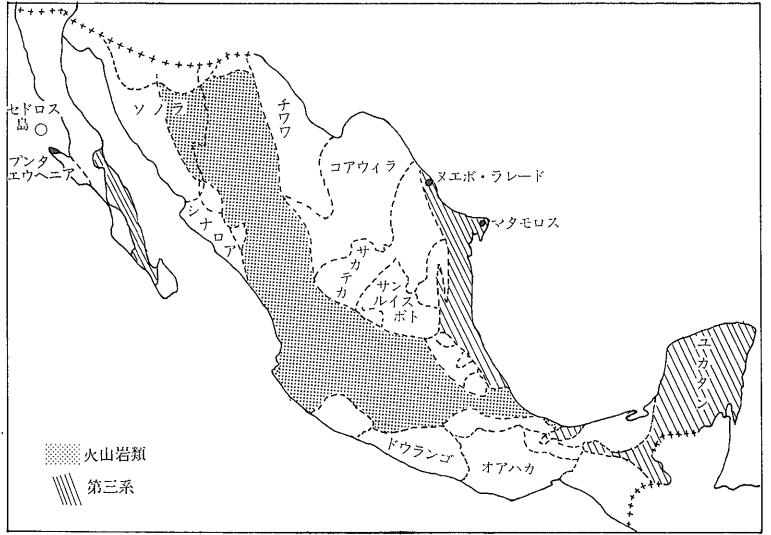 セドロス
島
プンタ
エウヘニア
ソノラ
チワワ
コアウィラ
ヌエボ・ラレード
マタモロス
シナロア
サカテカ
サン
ルイス
ポト
ユカタン
ドウランゴ
オアハカ
火山岩類
第三系